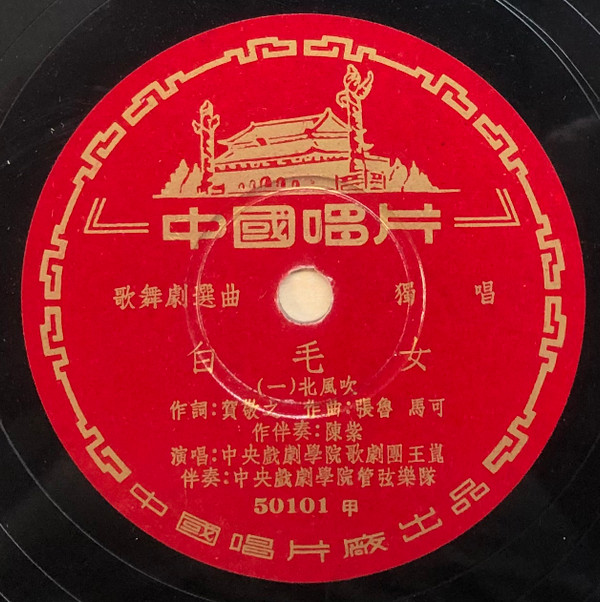 中國唱片
歌舞劇選曲 獨唱
白毛女
(一)北風吹
作詞:賀敬之 作曲:張魯 馬可
作伴奏:陳紫
演唱:中央戲劇學院歌劇團王崑
伴奏:中央戲劇學院管弦樂隊
50101 甲
中國唱片廠出品